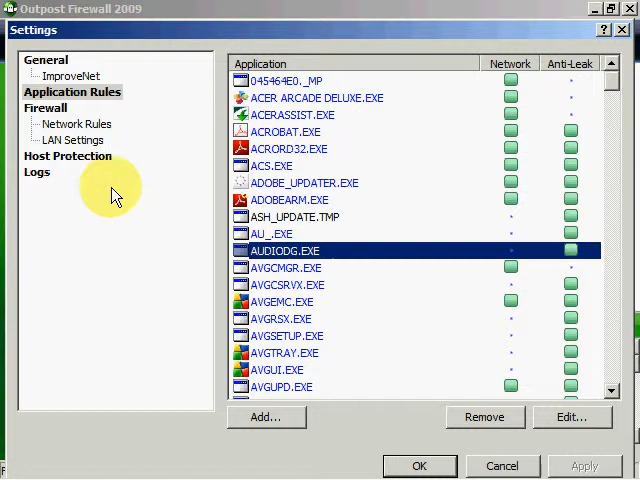 Outpost Firewall 2009
Settings
General
ImproveNet
Application Rules
Firewall
Network Rules
LAN Settings
Host Protection
Logs
Application Network Anti-Leak
045464E0._MP
ACER ARCADE DELUXE.EXE
ACERASSIST.EXE
ACROBAT.EXE
ACRORD32.EXE
ACS.EXE
ADOBE_UPDATER.EXE
ADOBEARM.EXE
ASH_UPDATE.TMP
AU_.EXE
AUDIODG.EXE
AVGCMGR.EXE
AVGCSRVX.EXE
AVGEMC.EXE
AVGRSX.EXE
AVGSETUP.EXE
AVGTRAY.EXE
AVGUI.EXE
AVGUPD.EXE
Add... Remove Edit...
OK Cancel Apply